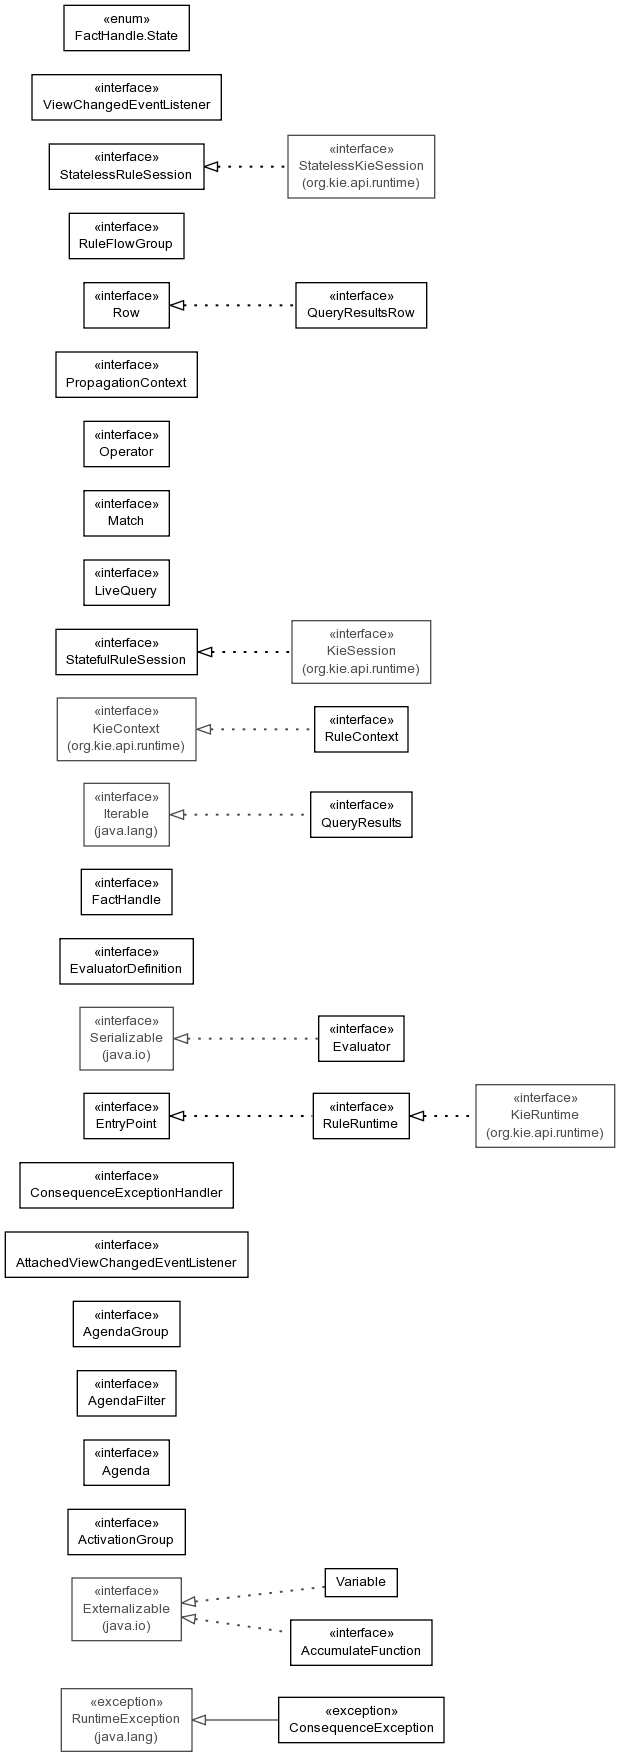 «enum»
FactHandle.State
«interface»
ViewChangedEventListener
«interface»
StatelessRuleSession
«interface»
StatelessKieSession
(org.kie.api.runtime)
«interface»
RuleFlowGroup
«interface»
Row
«interface»
QueryResultsRow
«interface»
PropagationContext
«interface»
Operator
«interface»
Match
«interface»
LiveQuery
«interface»
StatefulRuleSession
«interface»
KieSession
(org.kie.api.runtime)
«interface»
KieContext
(org.kie.api.runtime)
«interface»
RuleContext
«interface»
Iterable
(java.lang)
«interface»
QueryResults
«interface»
FactHandle
«interface»
EvaluatorDefinition
«interface»
Serializable
(java.io)
«interface»
Evaluator
«interface»
EntryPoint
«interface»
RuleRuntime
«interface»
KieRuntime
(org.kie.api.runtime)
«interface»
ConsequenceExceptionHandler
«interface»
AttachedViewChangedEventListener
«interface»
AgendaGroup
«interface»
AgendaFilter
«interface»
Agenda
«interface»
ActivationGroup
«interface»
Externalizable
(java.io)
Variable
«interface»
AccumulateFunction
«exception»
RuntimeException
(java.lang)
«exception»
ConsequenceException